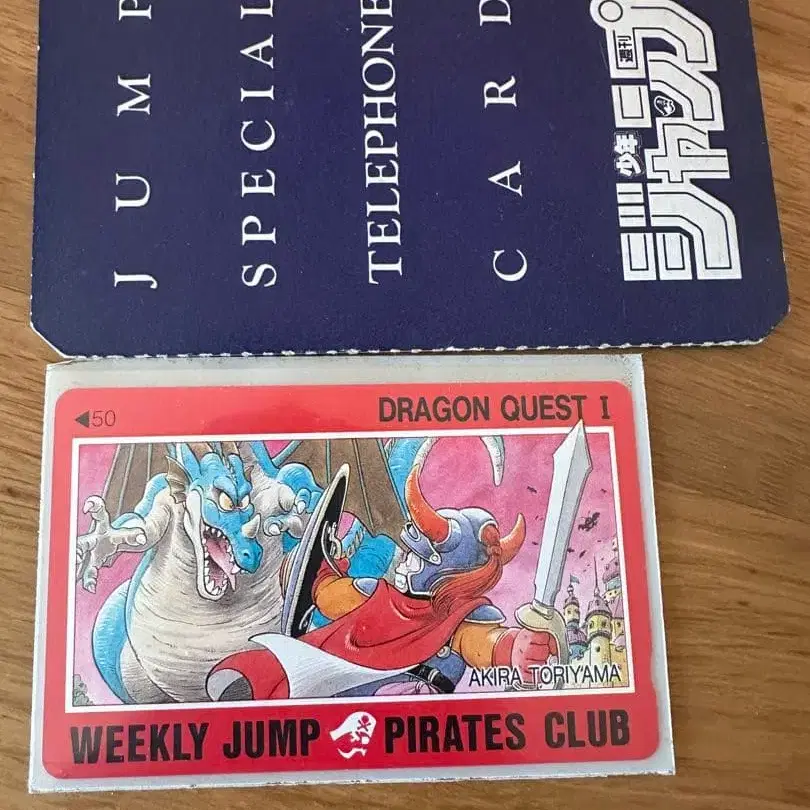 JUMP
SPECIAL
TELEPHONE
CARD
週刊
少年
ジャンプ
◀50
DRAGON QUEST I
AKIRA TORIYAMA
WEEKLY JUMP PIRATES CLUB